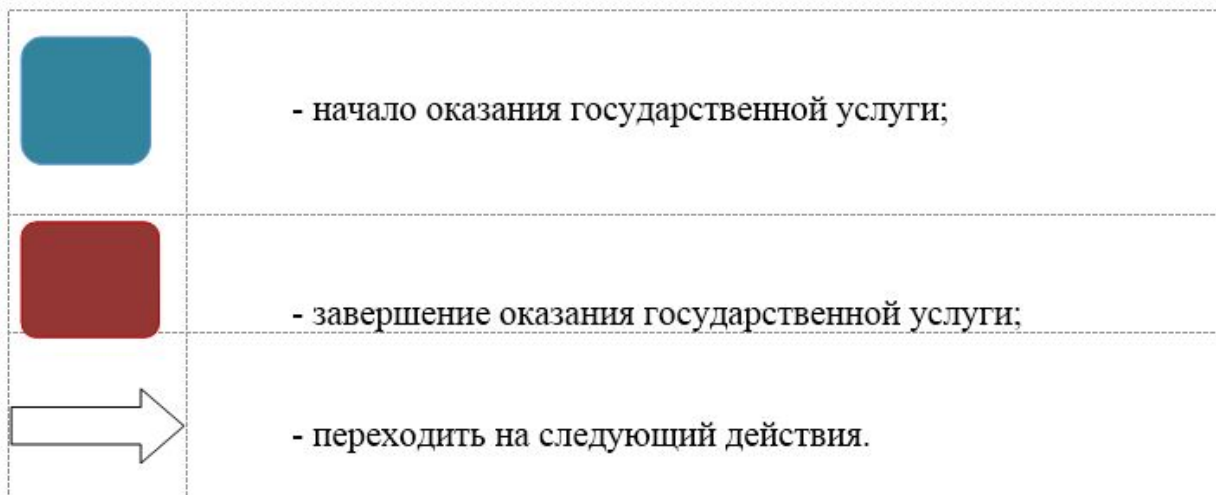 - начало оказания государственной услуги;
- завершение оказания государственной услуги;
- переходить на следующий действия.